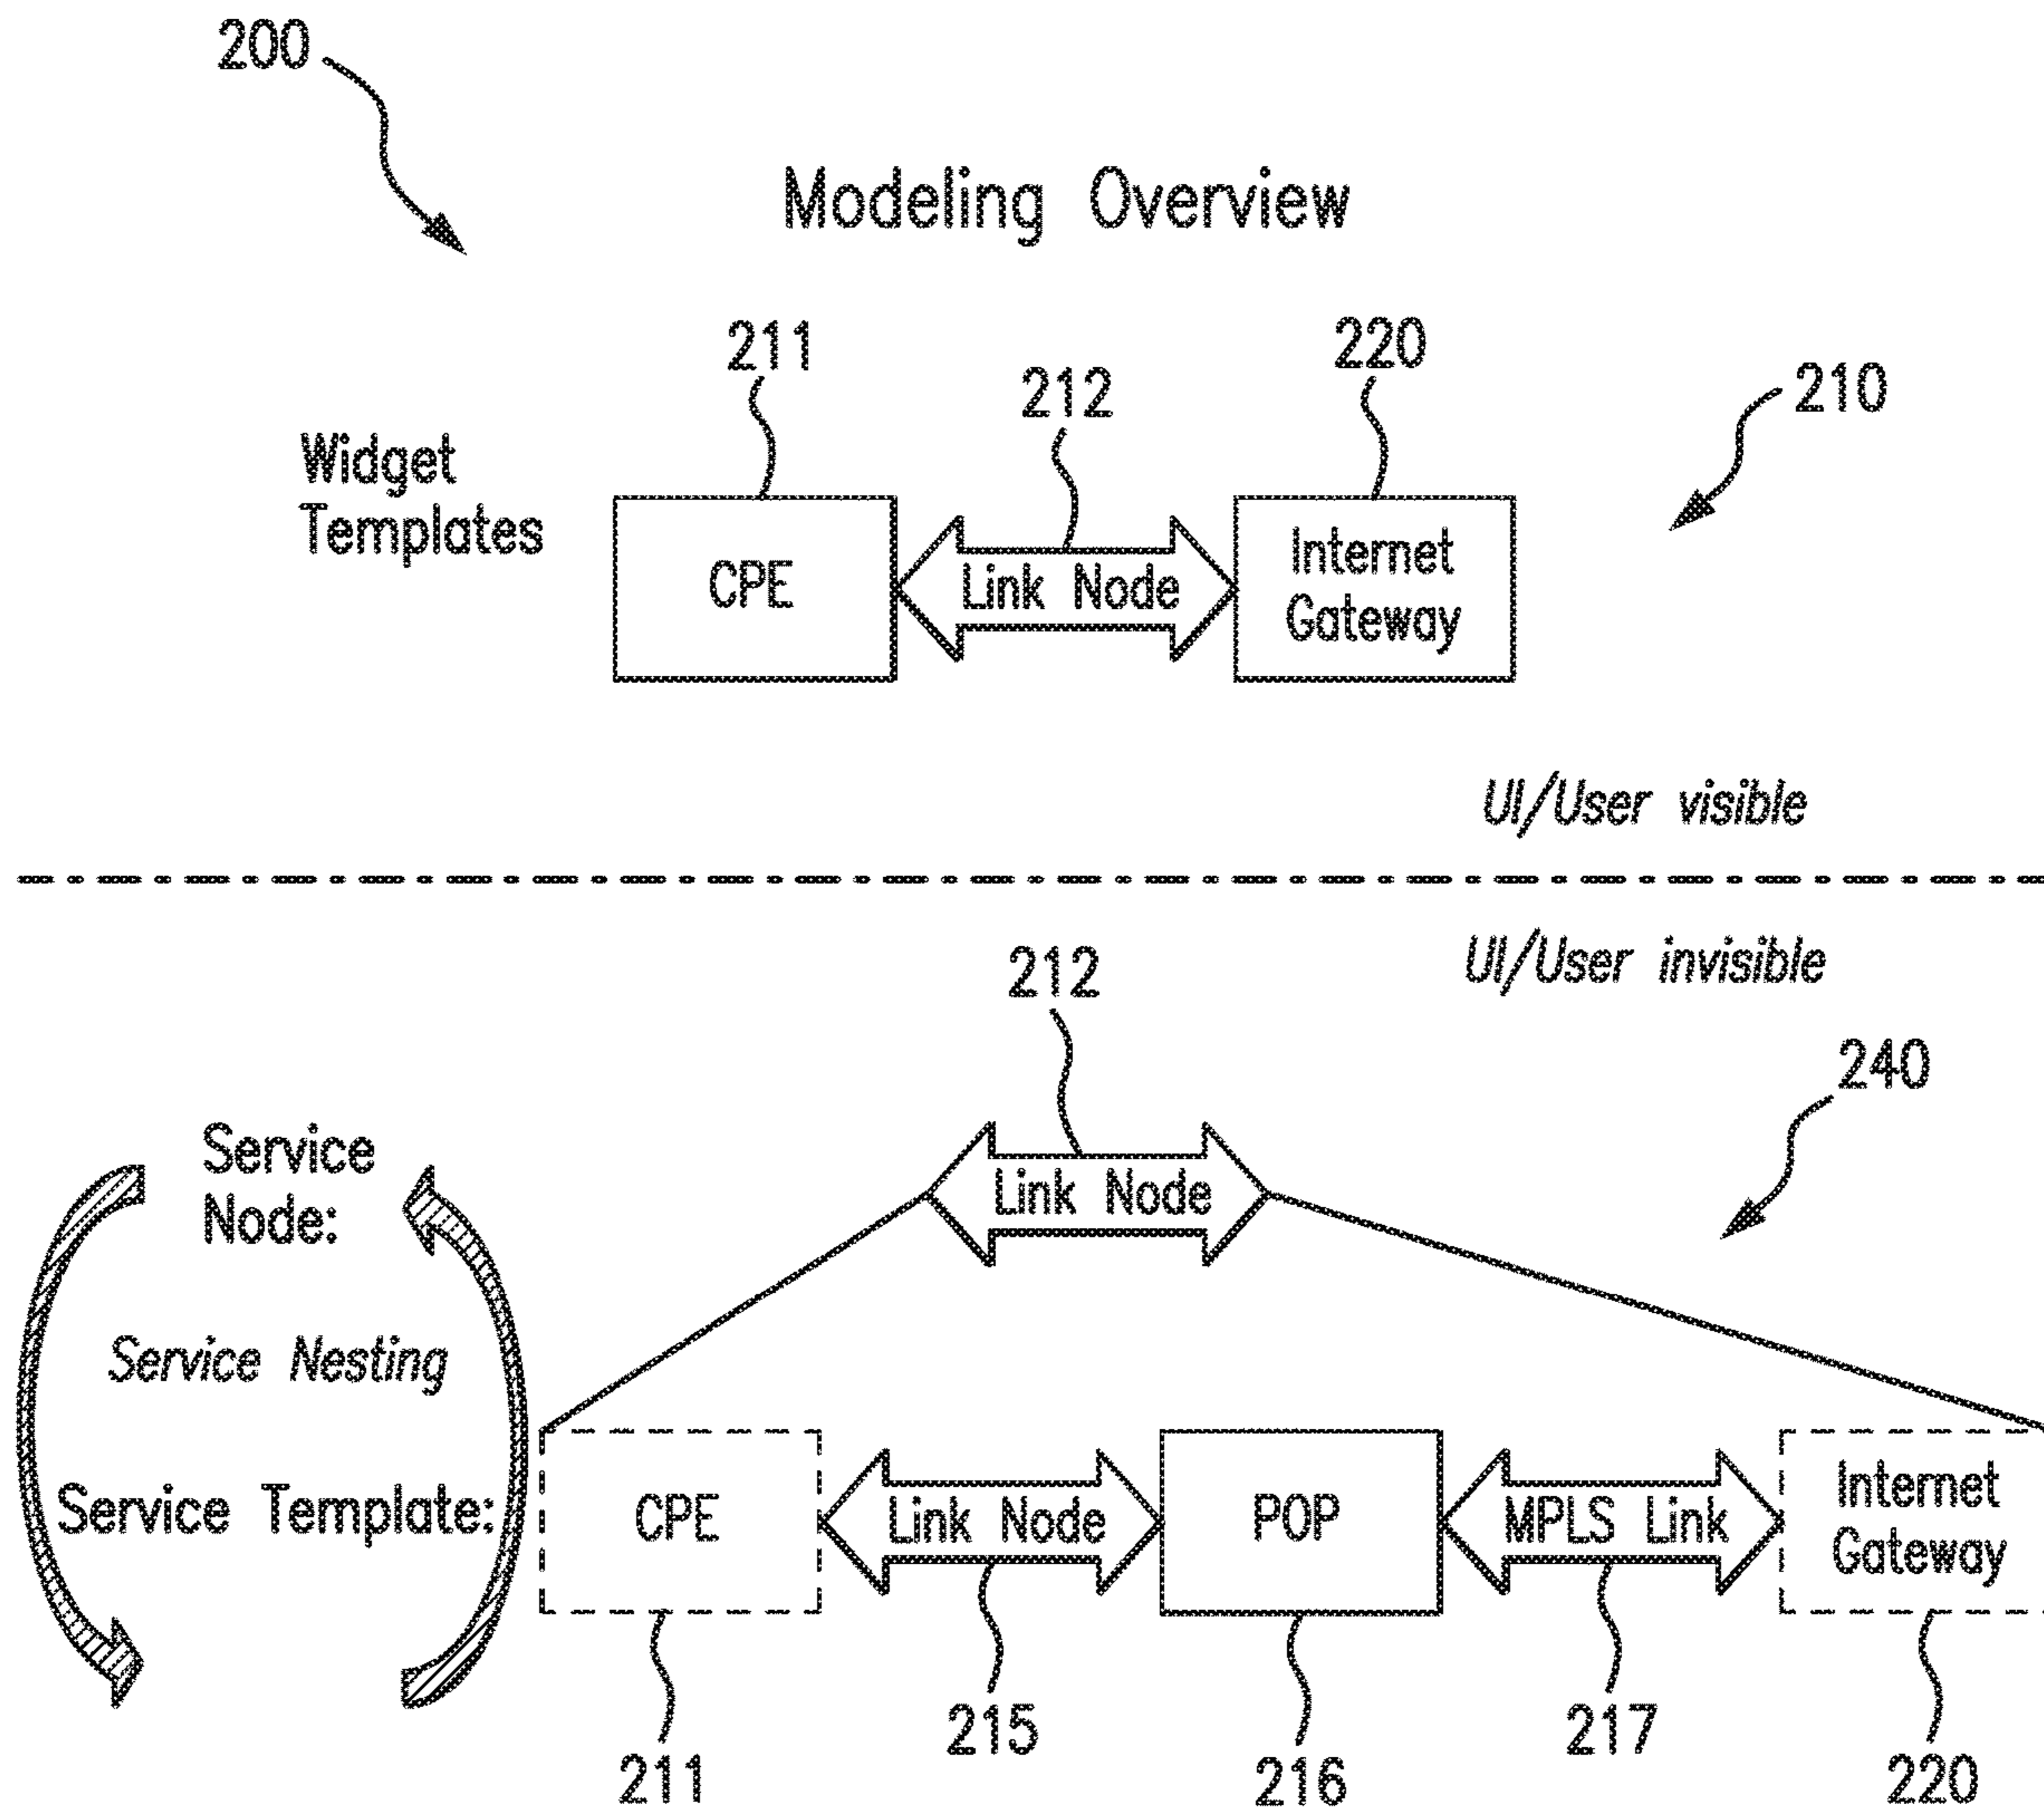 200
Modeling Overview
211
220
212
210
Widget
Templates
CPE
Link Node
Internet
Gateway
UI/User visible
UI/User invisible
212
240
Service
Node:
Link Node
Service Nesting
Service Template:
CPE
Link Node
POP
MPLS Link
Internet
Gateway
211
215
216
217
220